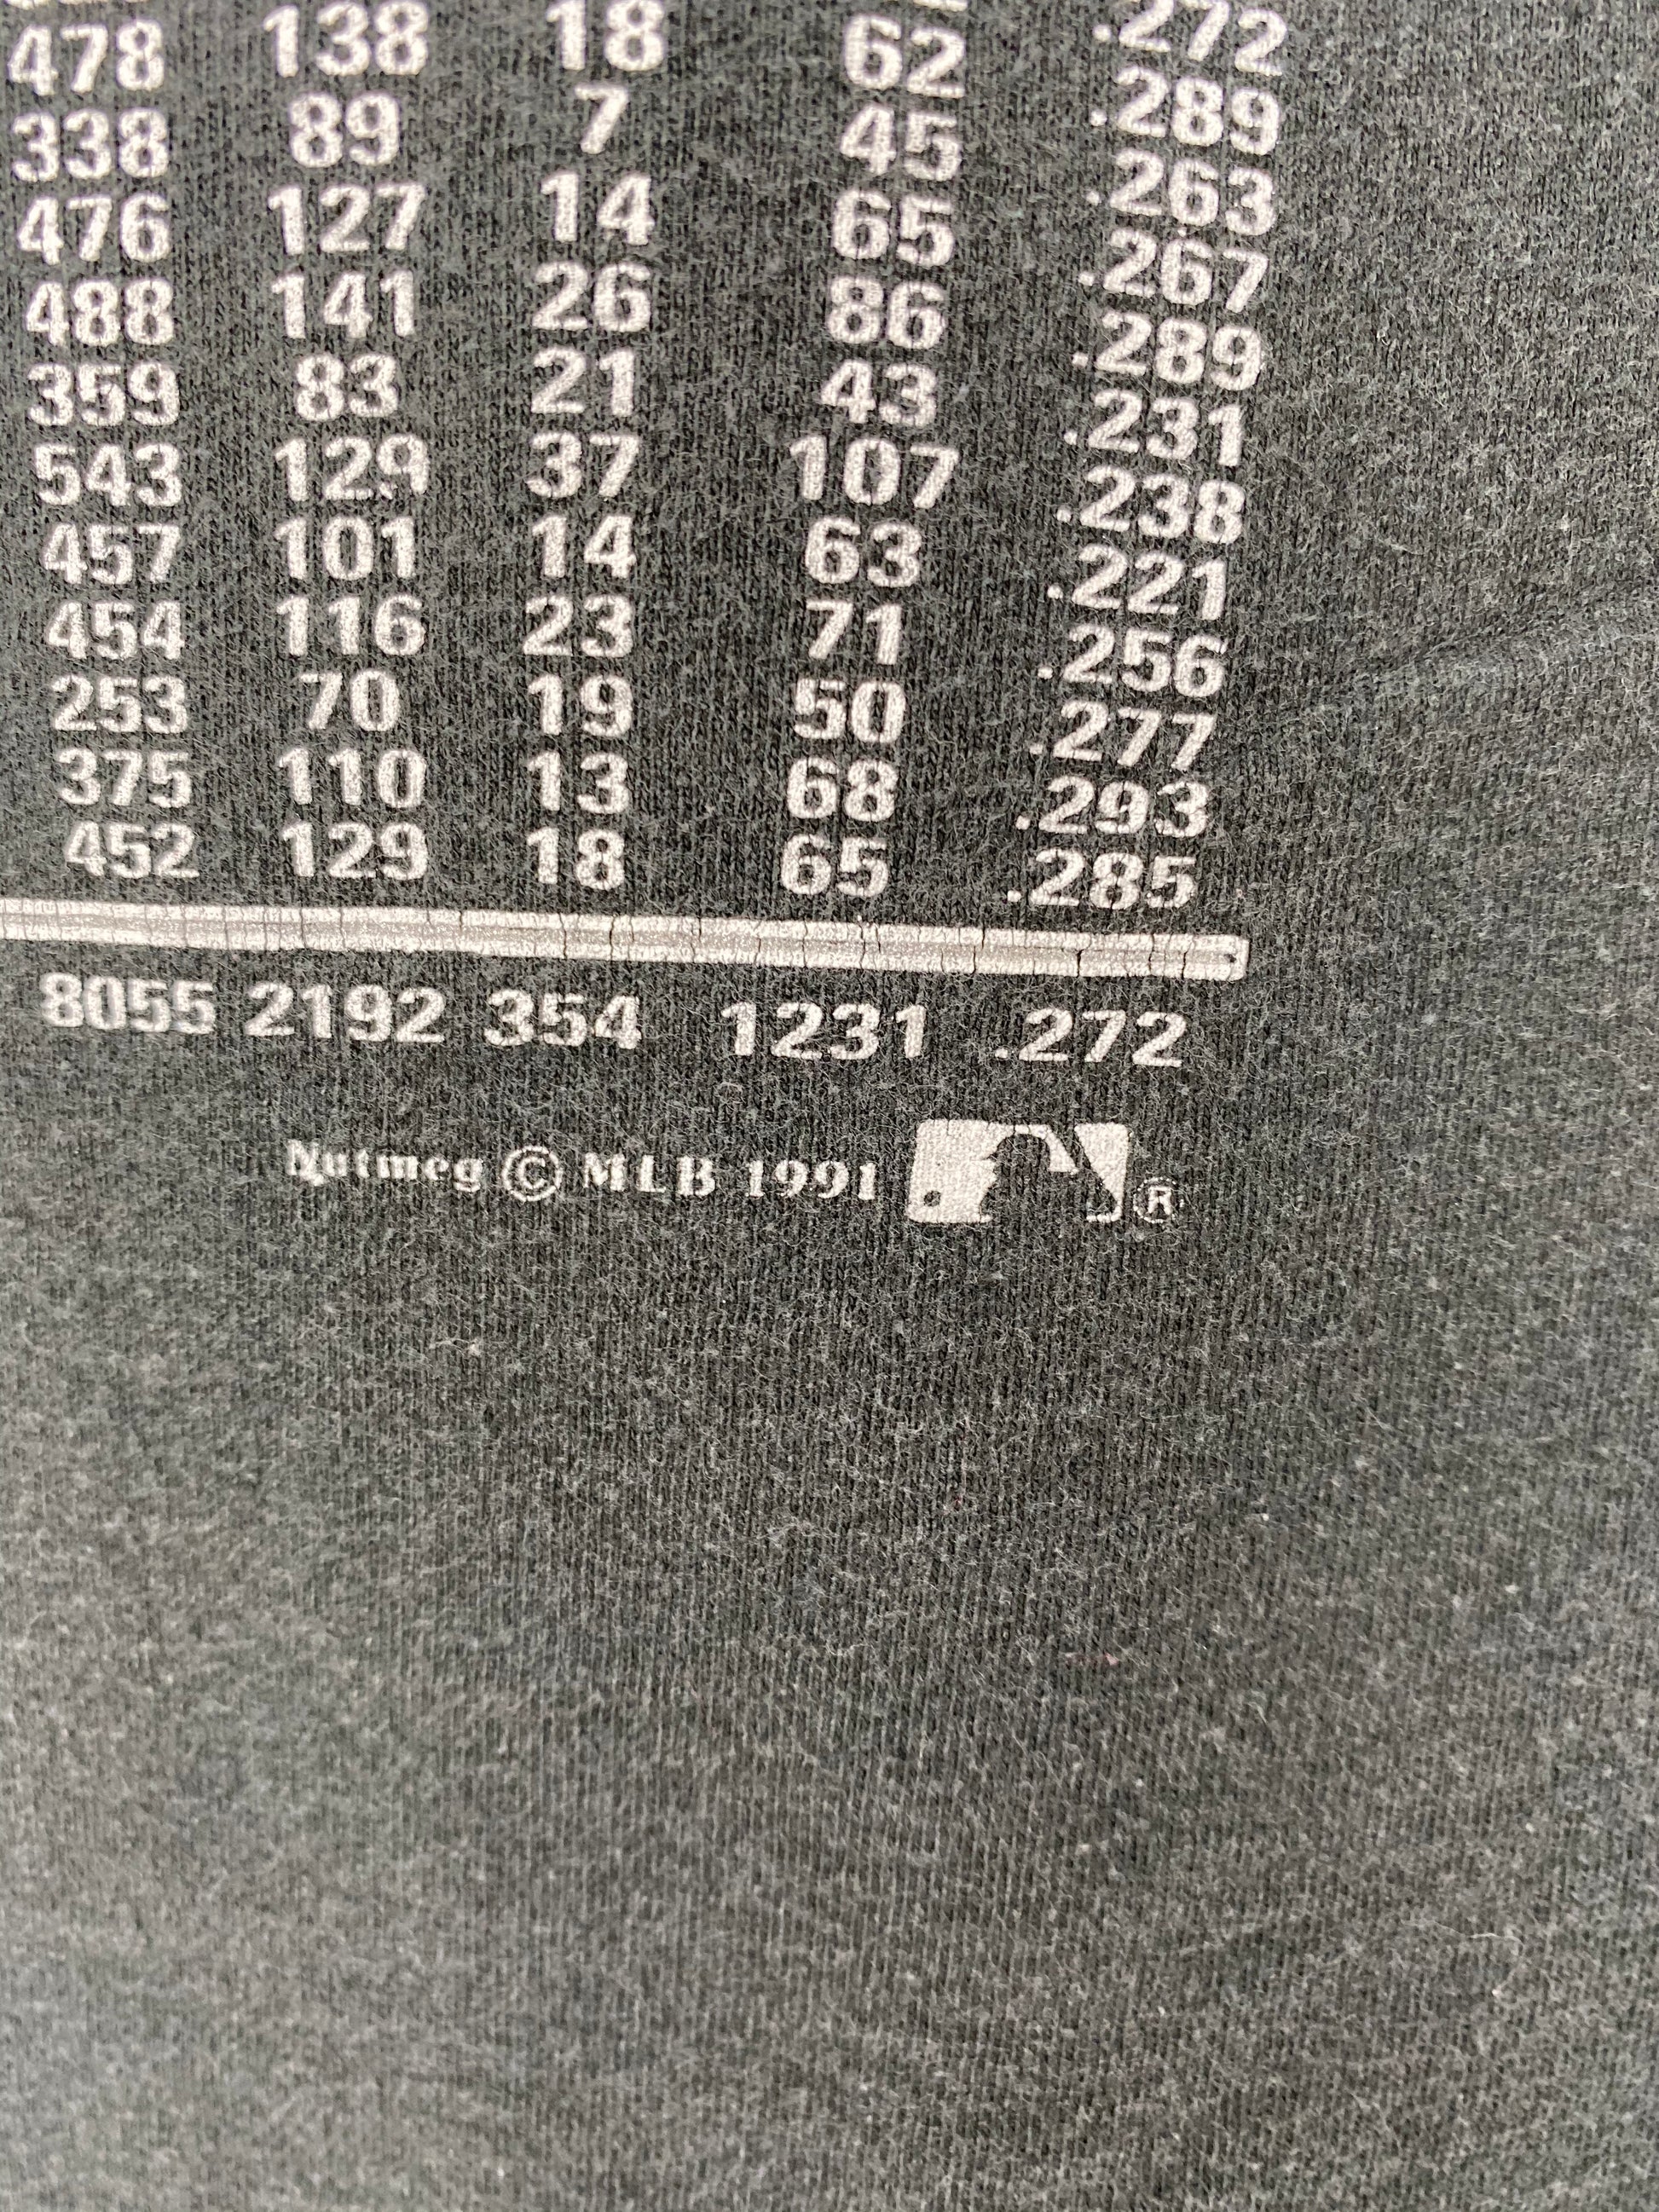 478 138 18 62 .272
338 89 7 45 .289
476 127 14 65 .263
488 141 26 86 .267
359 83 21 43 .289
543 129 37 107 .231
457 101 14 63 .238
454 116 23 71 .221
253 70 19 50 .256
375 110 13 68 .277
452 129 18 65 .293
.285
8055 2192 354 1231 .272
Nutmeg © MLB 1991 ®